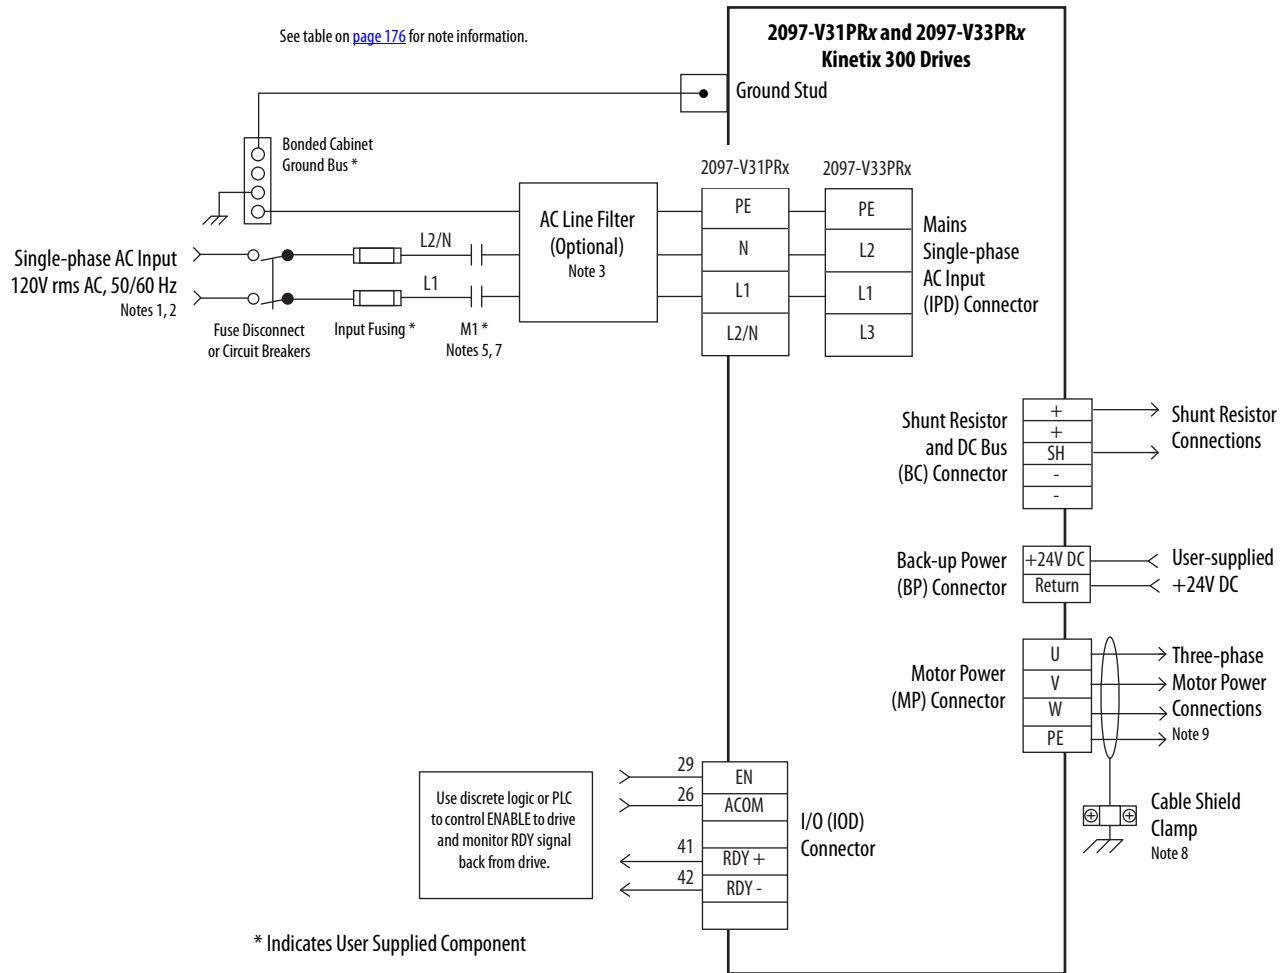 See table on page 176 for note information.
2097-V31PRx and 2097-V33PRx
Kinetix 300 Drives
Ground Stud
Bonded Cabinet
Ground Bus *
2097-V31PRx
2097-V33PRx
PE
N
L1
L2/N
PE
L2
L1
L3
Mains
Single-phase
AC Input
(IPD) Connector
AC Line Filter
(Optional)
Note 3
Single-phase AC Input
120V rms AC, 50/60 Hz
Notes 1, 2
L2/N
L1
Fuse Disconnect
or Circuit Breakers
Input Fusing *
M1 *
Notes 5, 7
Shunt Resistor
and DC Bus
(BC) Connector
+
+
SH
-
-
Shunt Resistor
Connections
Back-up Power
(BP) Connector
+24V DC
Return
User-supplied
+24V DC
Motor Power
(MP) Connector
U
V
W
PE
Three-phase
Motor Power
Connections
Note 9
Cable Shield
Clamp
Note 8
Use discrete logic or PLC
to control ENABLE to drive
and monitor RDY signal
back from drive.
29
26
41
42
EN
ACOM
RDY +
RDY -
I/O (IOD)
Connector
* Indicates User Supplied Component